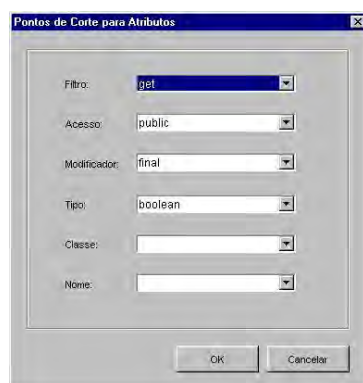 Pontos de Corte para Atributos
Filtro: get
Acesso: public
Modificador: final
Tipo: boolean
Classe:
Nome:
OK Cancelar